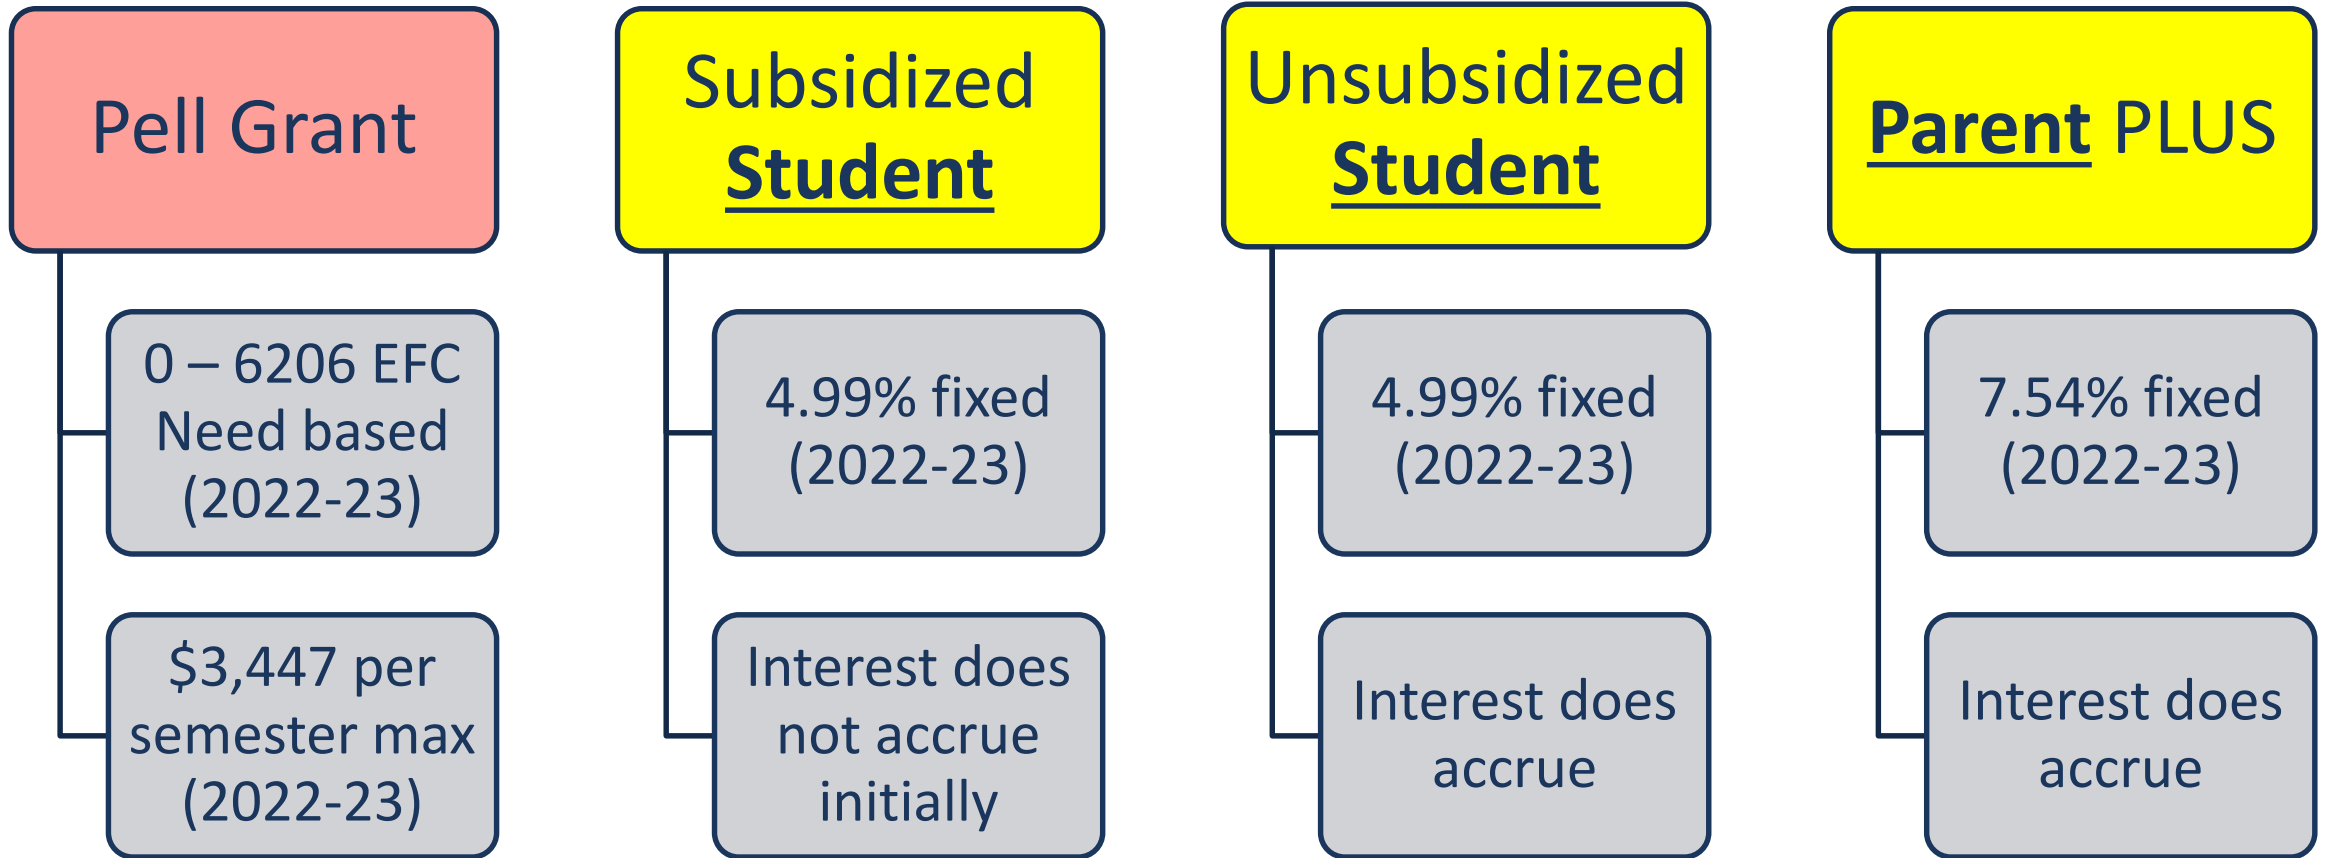 Pell Grant
0 – 6206 EFC
Need based
(2022-23)
$3,447 per
semester max
(2022-23)
Subsidized
Student
4.99% fixed
(2022-23)
Interest does
not accrue
initially
Unsubsidized
Student
4.99% fixed
(2022-23)
Interest does
accrue
Parent PLUS
7.54% fixed
(2022-23)
Interest does
accrue